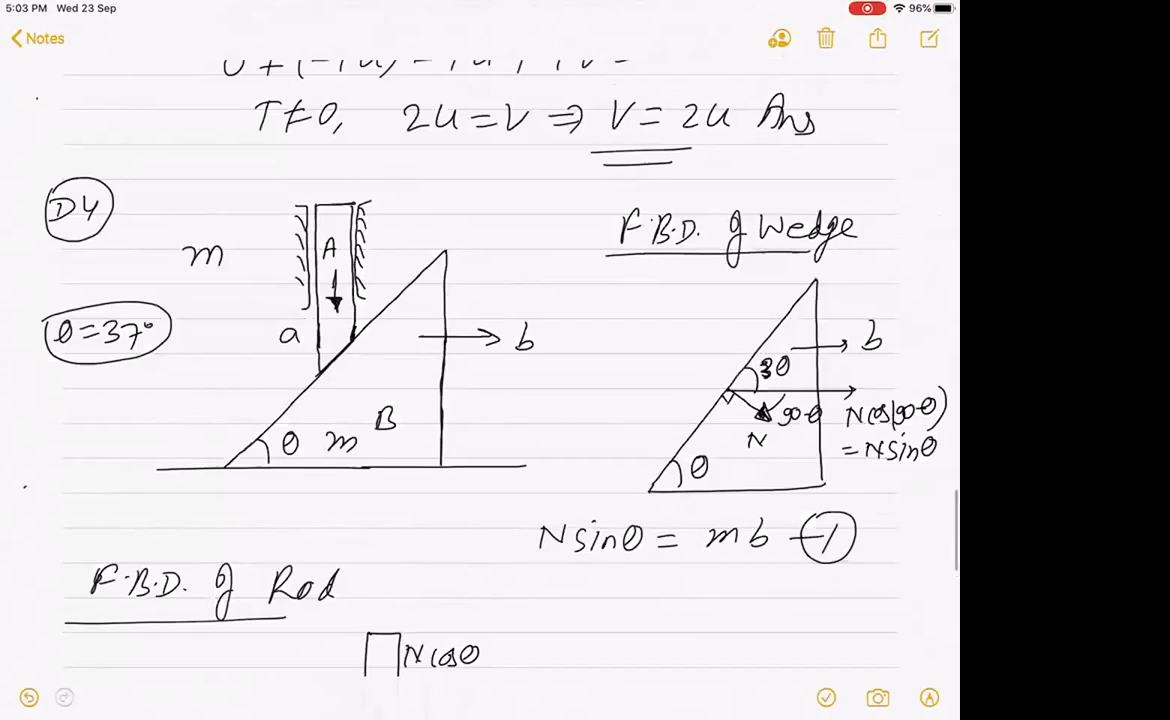 5:03 PM Wed 23 Sep
96%
Notes
T≠0, 2u = v ⇒ v = 2u Ans
D4
m
A
F.B.D. of Wedge
θ = 37°
a
b
b
θ
90-θ
N cos(90-θ)
N
= N sinθ
B
θ m
θ
N sinθ = mb —①
F.B.D. of Rod
N cosθ